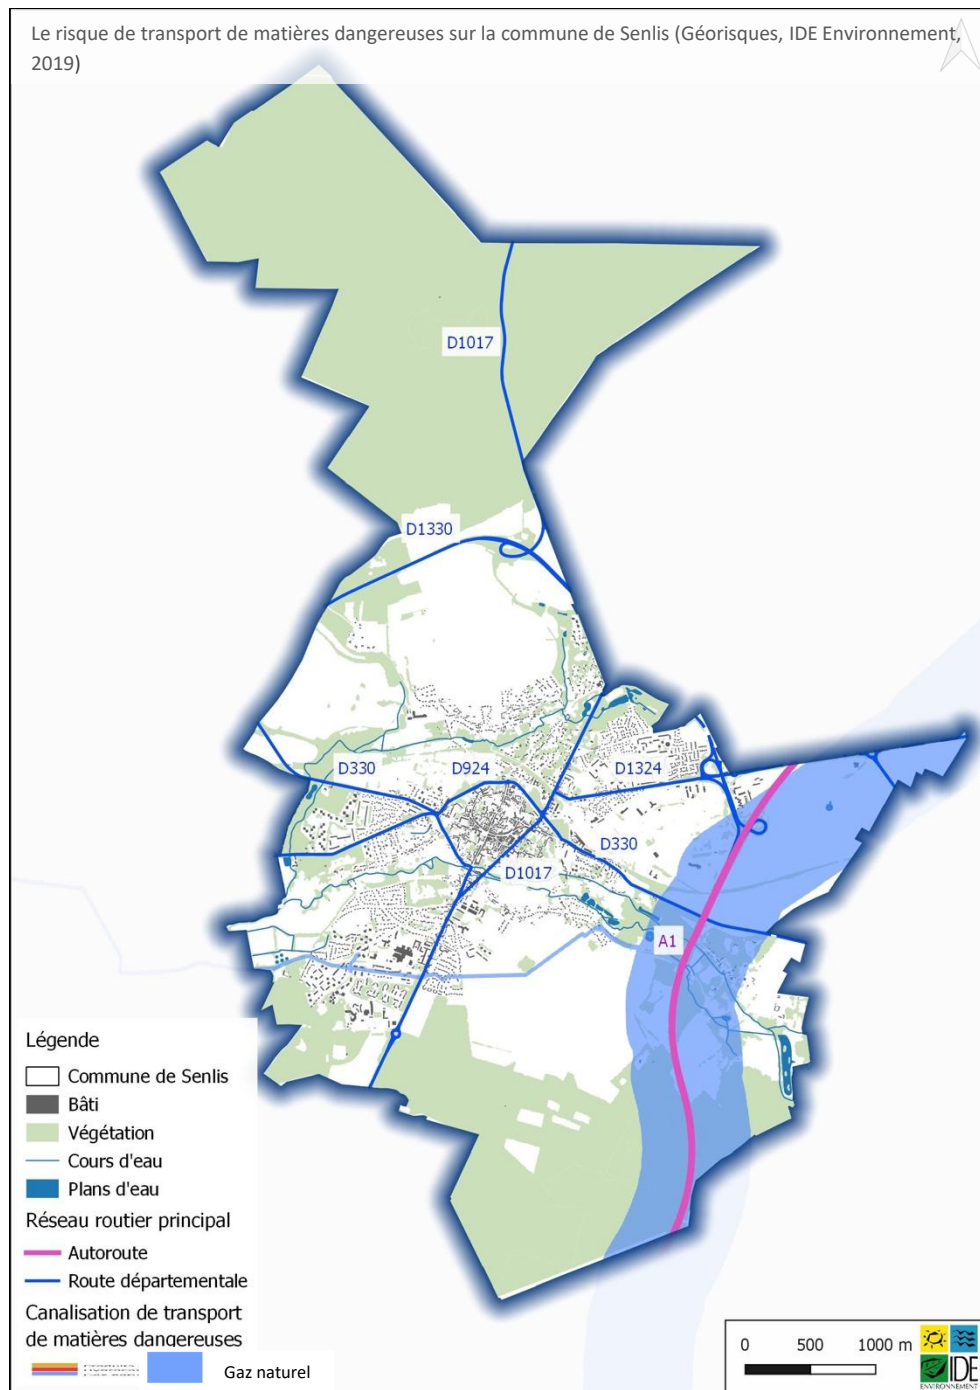 Le risque de transport de matières dangereuses sur la commune de Senlis (Géorisques, IDE Environnement,
2019)
D1017
D1330
D330
D924
D1324
D330
D1017
A1
Légende
Commune de Senlis
Bâti
Végétation
Cours d'eau
Plans d'eau
Réseau routier principal
Autoroute
Route départementale
Canalisation de transport
de matières dangereuses
Gaz naturel
0 500 1000 m
IDE
ENVIRONNEMENT